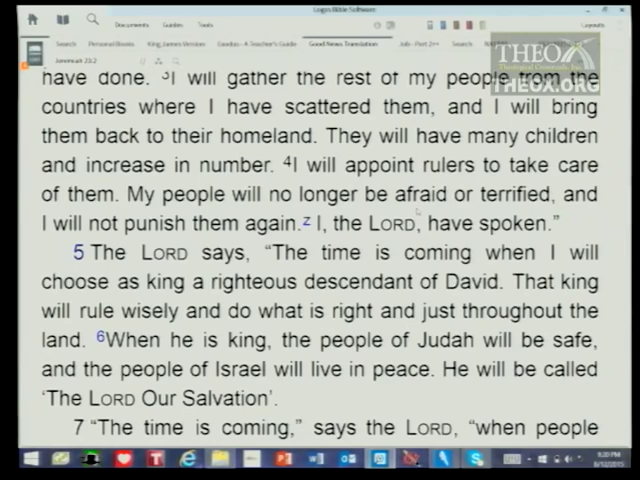 Logos Bible Software
Documents Guides Tools
Layouts
Search Personal Books King James Version Exodus - A Teacher's Guide Good News Translation Job - Part 2 Search
THEOX
THEOX.ORG
Jeremiah 23.2
have done. 3I will gather the rest of my people from the
countries where I have scattered them, and I will bring
them back to their homeland. They will have many children
and increase in number. 4I will appoint rulers to take care
of them. My people will no longer be afraid or terrified, and
I will not punish them again.z I, the LORD, have spoken.”
5 The LORD says, “The time is coming when I will
choose as king a righteous descendant of David. That king
will rule wisely and do what is right and just throughout the
land. 6When he is king, the people of Judah will be safe,
and the people of Israel will live in peace. He will be called
‘The LORD Our Salvation’.
7 “The time is coming,” says the LORD, “when people